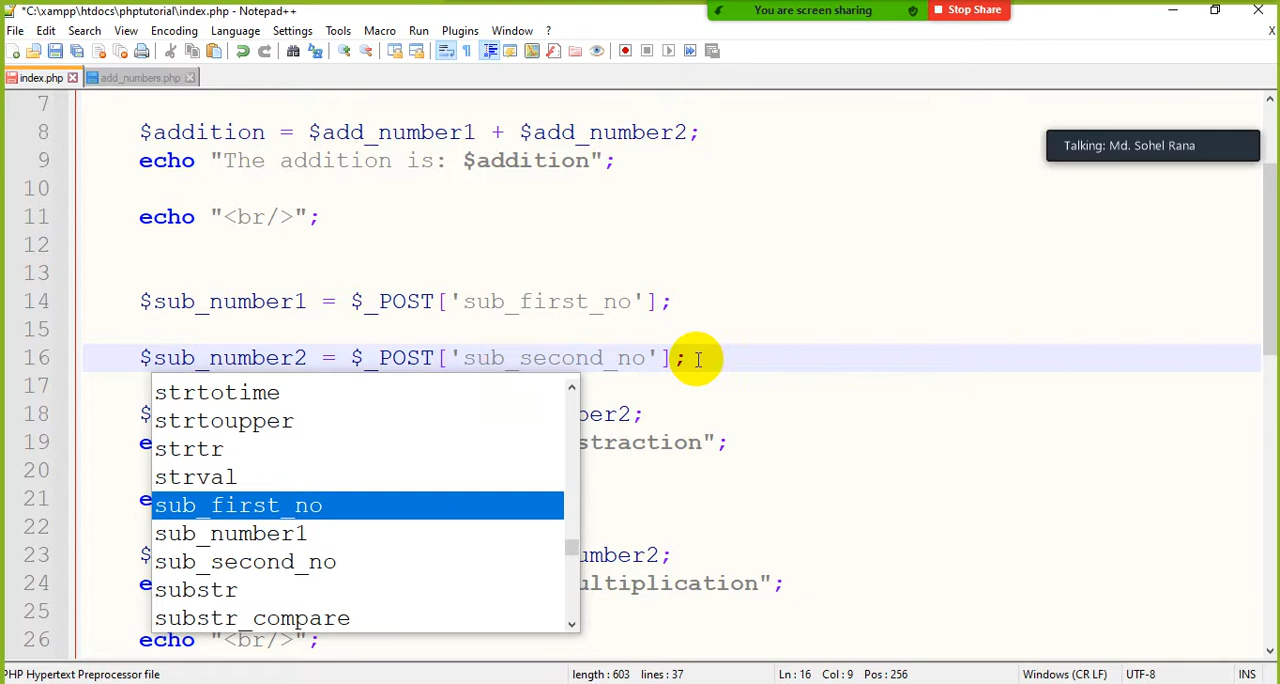 *C:\xampp\htdocs\phptutorial\index.php - Notepad++
You are screen sharing Stop Share
File Edit Search View Encoding Language Settings Tools Macro Run Plugins Window ? X
index.php add_numbers.php
7
8 $addition = $add_number1 + $add_number2;
Talking: Md. Sohel Rana
9 echo "The addition is: $addition";
10
11 echo "<br/>";
12
13
14 $sub_number1 = $_POST['sub_first_no'];
15
16 $sub_number2 = $_POST['sub_second_no'];
17
strtotime
18 $ ber2;
strtoupper
19 e straction";
strtr
20
strval
21 e
sub_first_no
22
sub_number1
23 $ umber2;
sub_second_no
24 e ultiplication";
substr
25
substr_compare
26 echo "<br/>";
PHP Hypertext Preprocessor file length : 603 lines : 37 Ln : 16 Col : 9 Pos : 256 Windows (CR LF) UTF-8 INS